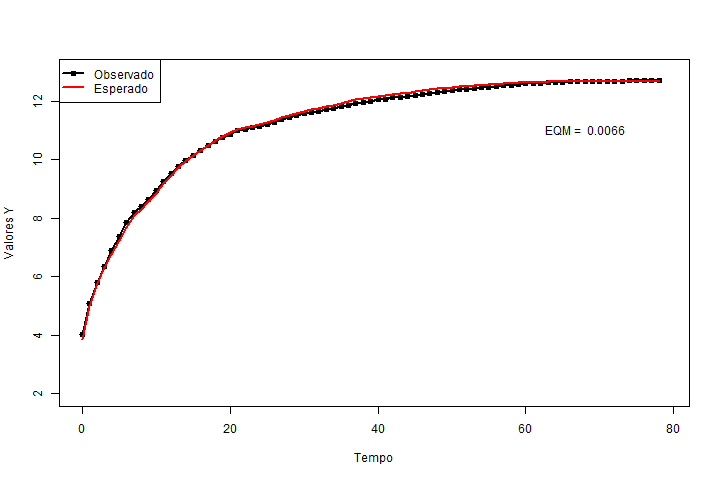 Observado
Esperado
EQM = 0.0066
Valores Y
12
10
8
6
4
2
0 20 40 60 80
Tempo